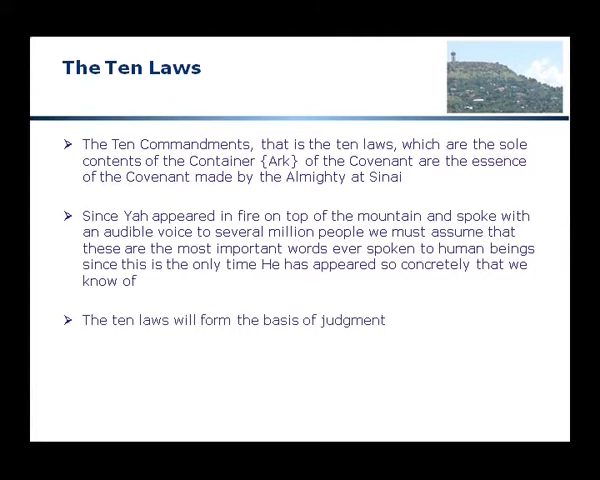 The Ten Laws
The Ten Commandments, that is the ten laws, which are the sole
contents of the Container {Ark} of the Covenant are the essence
of the Covenant made by the Almighty at Sinai
Since Yah appeared in fire on top of the mountain and spoke with
an audible voice to several million people we must assume that
these are the most important words ever spoken to human beings
since this is the only time He has appeared so concretely that we
know of
The ten laws will form the basis of judgment